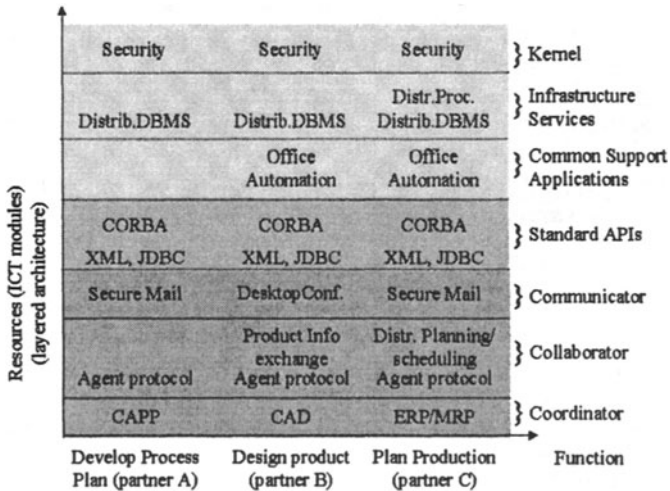 Security Security Security } Kernel
Distr.Proc. } Infrastructure
Distrib.DBMS Distrib.DBMS Distrib.DBMS Services
Office Office } Common Support
Automation Automation Applications
CORBA CORBA CORBA } Standard APIs
XML, JDBC XML, JDBC XML, JDBC
Secure Mail DesktopConf. Secure Mail } Communicator
Product Info Distr. Planning/
exchange scheduling } Collaborator
Agent protocol Agent protocol Agent protocol
CAPP CAD ERP/MRP } Coordinator
Resources (ICT modules)
(layered architecture)
Develop Process Design product Plan Production Function
Plan (partner A) (partner B) (partner C)